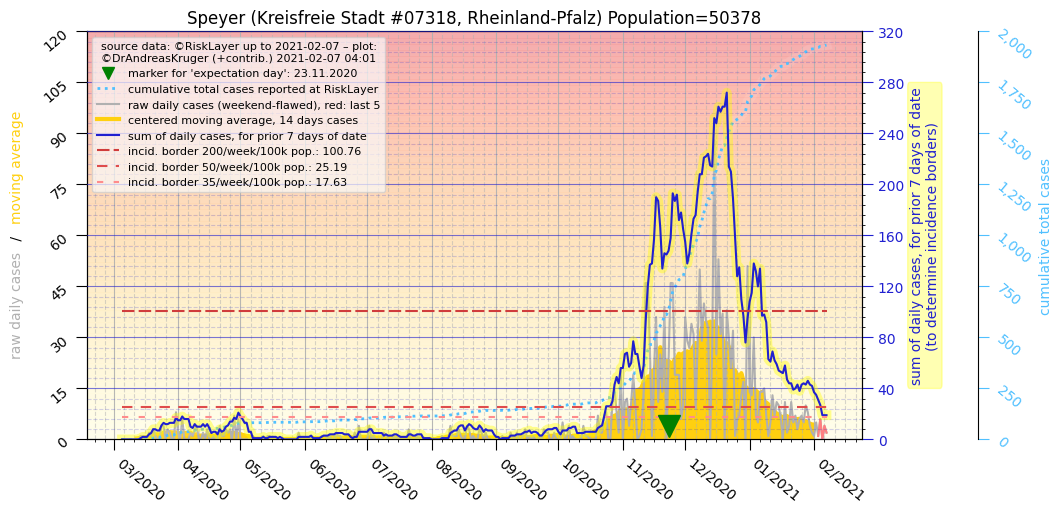 Speyer (Kreisfreie Stadt #07318, Rheinland-Pfalz) Population=50378
source data: ©RiskLayer up to 2021-02-07 – plot:
©DrAndreasKruger (+contrib.) 2021-02-07 04:01
marker for 'expectation day': 23.11.2020
cumulative total cases reported at RiskLayer
raw daily cases (weekend-flawed), red: last 5
centered moving average, 14 days cases
sum of daily cases, for prior 7 days of date
incid. border 200/week/100k pop.: 100.76
incid. border 50/week/100k pop.: 25.19
incid. border 35/week/100k pop.: 17.63
raw daily cases / moving average
120
105
90
75
60
45
30
15
0
03/2020
04/2020
05/2020
06/2020
07/2020
08/2020
09/2020
10/2020
11/2020
12/2020
01/2021
02/2021
320
280
240
200
160
120
80
40
0
sum of daily cases, for prior 7 days of date
(to determine incidence borders)
2,000
1,750
1,500
1,250
1,000
750
500
250
0
cumulative total cases